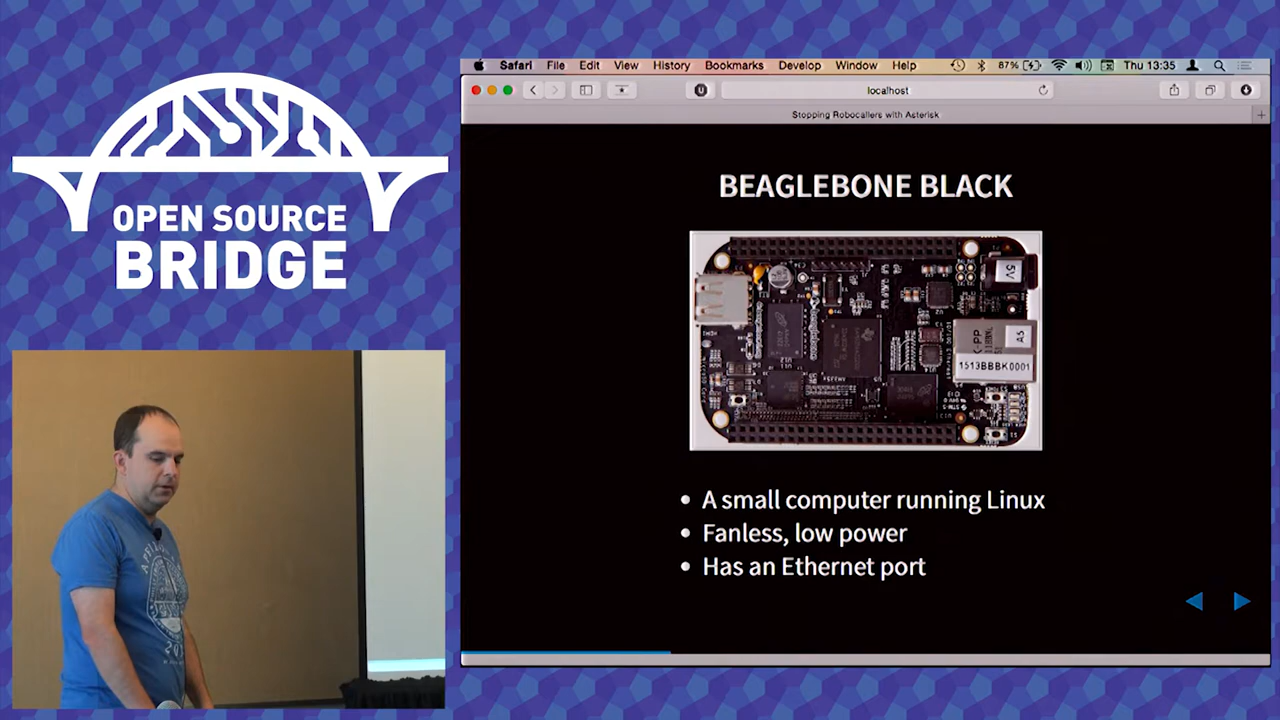 OPEN SOURCE
BRIDGE
Safari File Edit View History Bookmarks Develop Window Help 87% Thu 13:35
localhost
Stopping Robocallers with Asterisk
BEAGLEBONE BLACK
5V
A5
1513BBBK0001
• A small computer running Linux
• Fanless, low power
• Has an Ethernet port